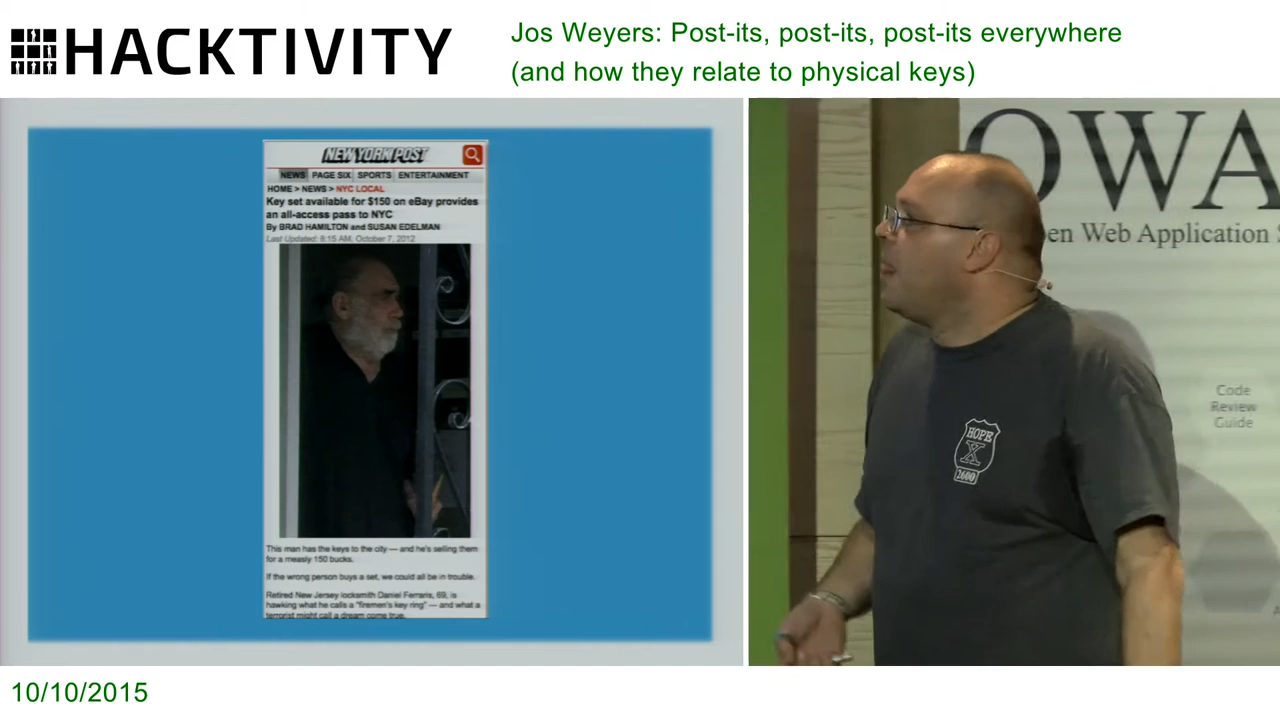 HACKTIVITY
Jos Weyers: Post-its, post-its, post-its everywhere
(and how they relate to physical keys)
NEW YORK POST
NEWS PAGE SIX SPORTS ENTERTAINMENT
HOME > NEWS > NYC LOCAL
Key set available for $150 on eBay provides
an all-access pass to NYC
By BRAD HAMILTON and SUSAN EDELMAN
Last Updated: 8:15 AM, October 7, 2012
This man has the keys to the city — and he's selling them
for a measly 150 bucks.
If the wrong person buys a set, we could all be in trouble.
Retired New Jersey locksmith Daniel Ferraris, 69, is
hawking what he calls a "firemen's key ring" — and what a
terrorist might call a dream come true.
OWA
en Web Application
Code
Review
Guide
HOPE
X
2600
10/10/2015